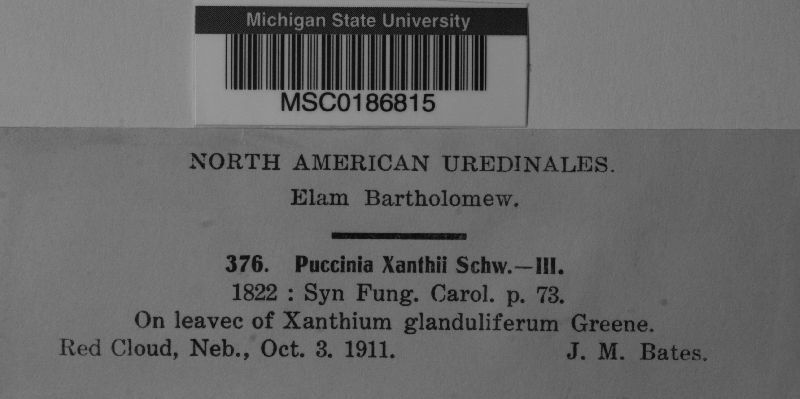 Michigan State University
MSC0186815
NORTH AMERICAN UREDINALES.
Elam Bartholomew.
376. Puccinia Xanthii Schw.—III.
1822 : Syn Fung. Carol. p. 73.
On leavec of Xanthium glanduliferum Greene.
Red Cloud, Neb., Oct. 3. 1911. J. M. Bates.